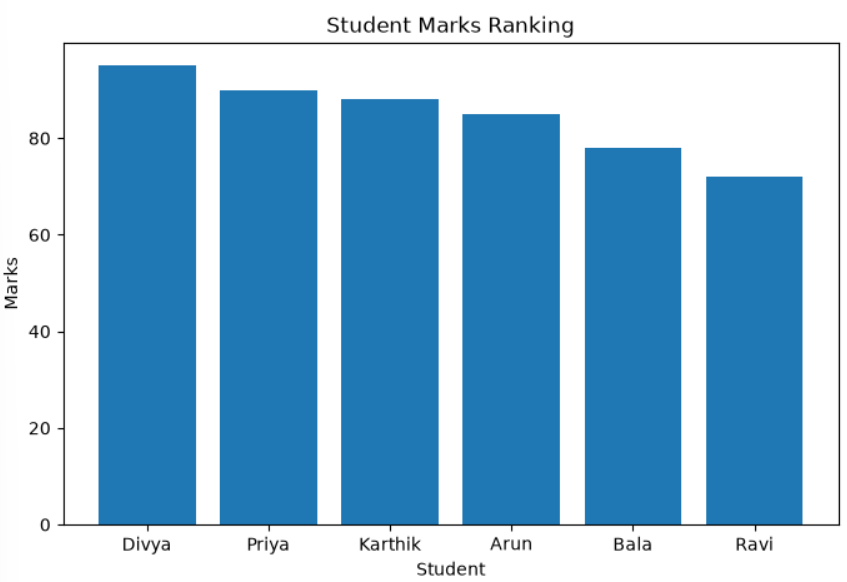 Student Marks Ranking
80
60
40
20
0
Marks
Divya Priya Karthik Arun Bala Ravi
Student